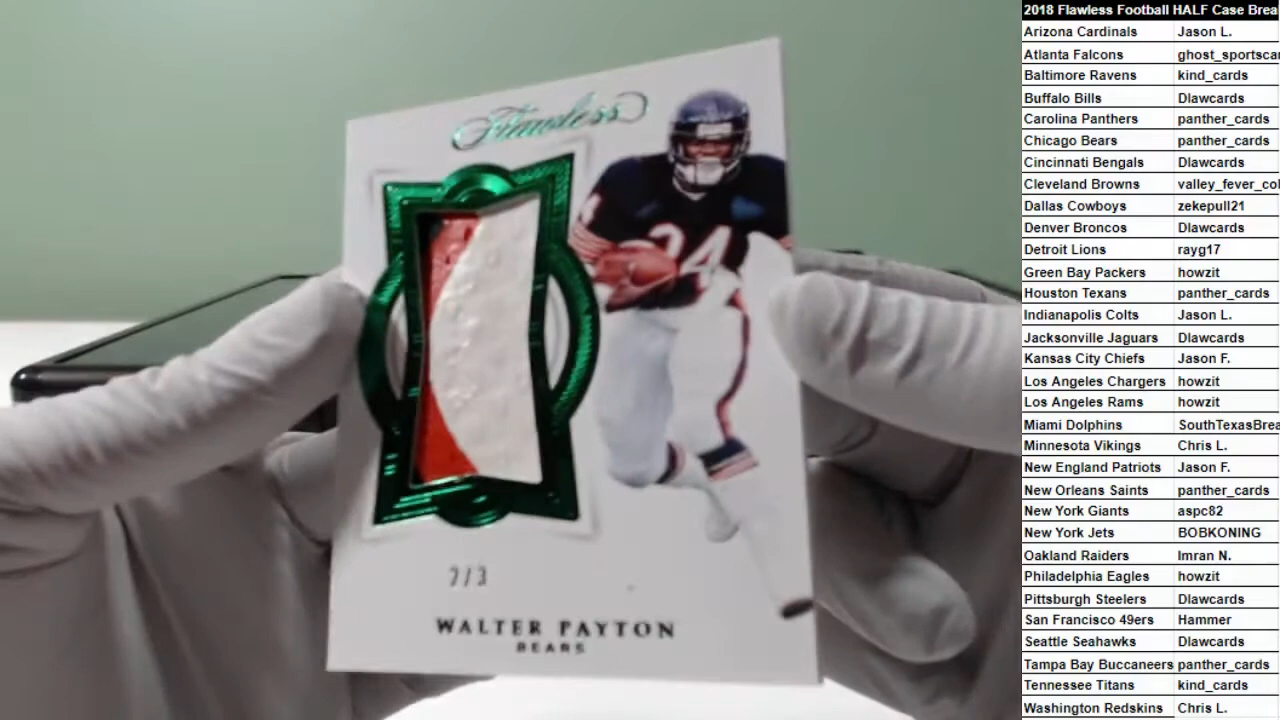 Flawless
34
2/3
WALTER PAYTON
BEARS
2018 Flawless Football HALF Case Brea
Arizona Cardinals Jason L.
Atlanta Falcons ghost_sportscar
Baltimore Ravens kind_cards
Buffalo Bills Dlawcards
Carolina Panthers panther_cards
Chicago Bears panther_cards
Cincinnati Bengals Dlawcards
Cleveland Browns valley_fever_col
Dallas Cowboys zekepull21
Denver Broncos Dlawcards
Detroit Lions rayg17
Green Bay Packers howzit
Houston Texans panther_cards
Indianapolis Colts Jason L.
Jacksonville Jaguars Dlawcards
Kansas City Chiefs Jason F.
Los Angeles Chargers howzit
Los Angeles Rams howzit
Miami Dolphins SouthTexasBrea
Minnesota Vikings Chris L.
New England Patriots Jason F.
New Orleans Saints panther_cards
New York Giants aspc82
New York Jets BOBKONING
Oakland Raiders Imran N.
Philadelphia Eagles howzit
Pittsburgh Steelers Dlawcards
San Francisco 49ers Hammer
Seattle Seahawks Dlawcards
Tampa Bay Buccaneers panther_cards
Tennessee Titans kind_cards
Washington Redskins Chris L.